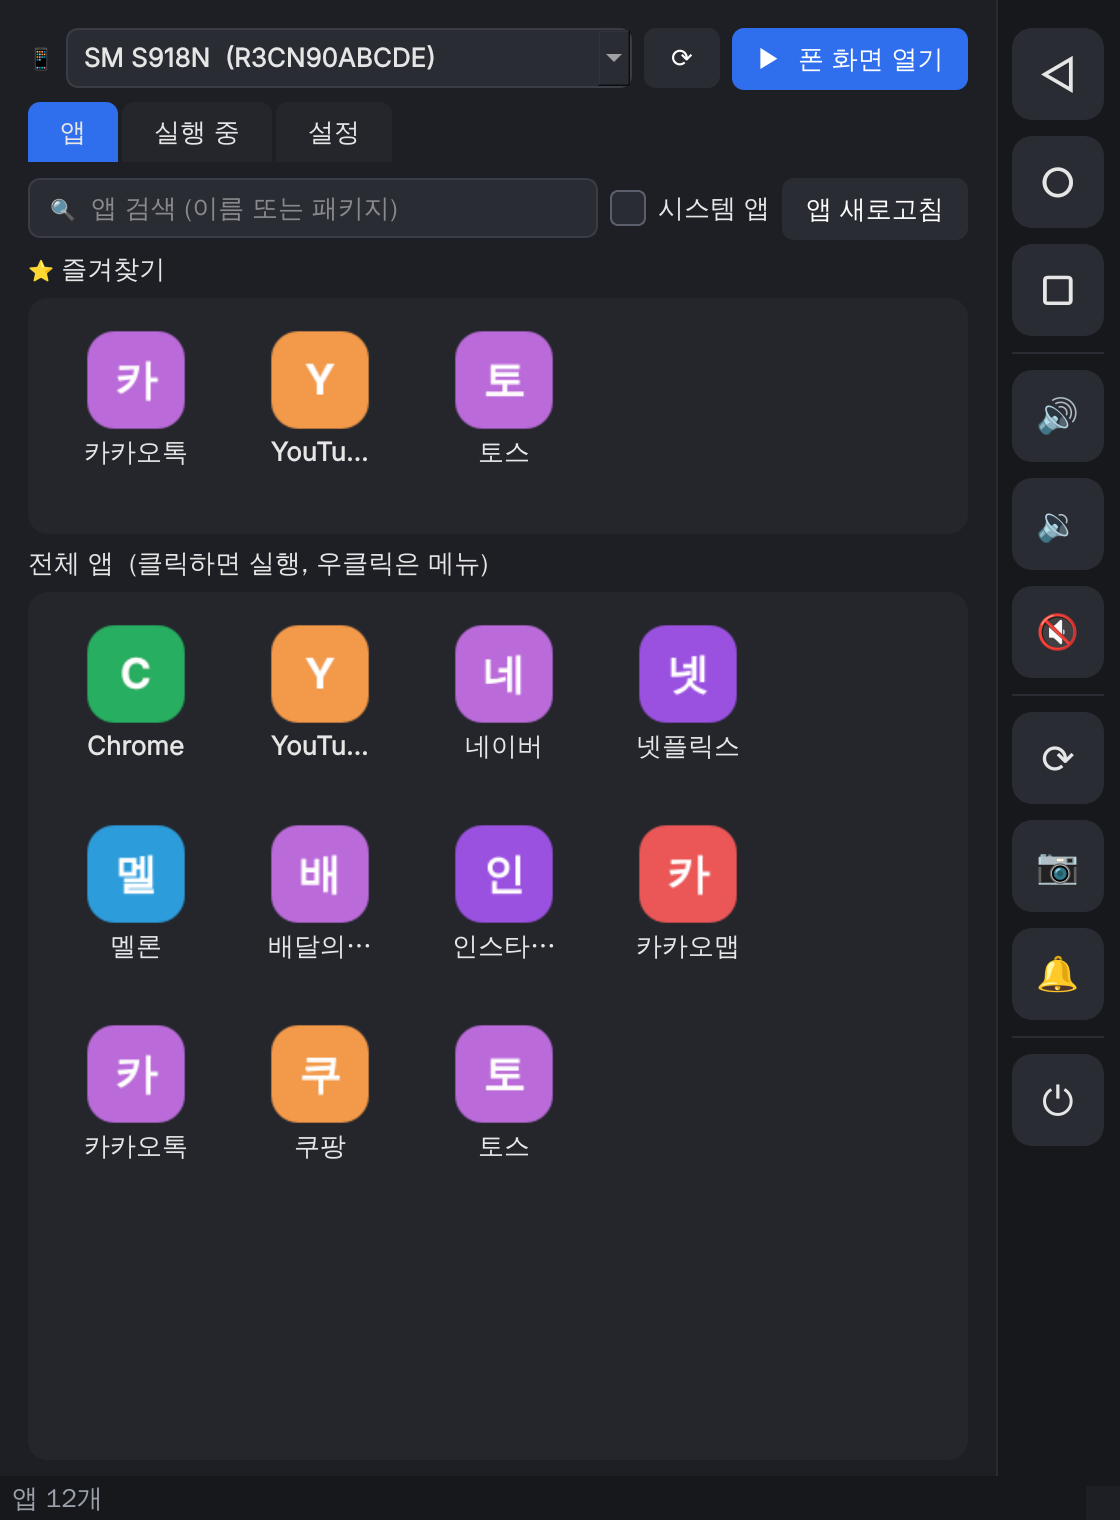 SM S918N (R3CN90ABCDE)
폰 화면 열기
앱 실행 중 설정
앱 검색 (이름 또는 패키지) 시스템 앱 앱 새로고침
즐겨찾기
카 Y 토
카카오톡 YouTu... 토스
전체 앱 (클릭하면 실행, 우클릭은 메뉴)
C Y 네 넷
Chrome YouTu... 네이버 넷플릭스
멜 배 인 카
멜론 배달의… 인스타… 카카오맵
카 쿠 토
카카오톡 쿠팡 토스
앱 12개